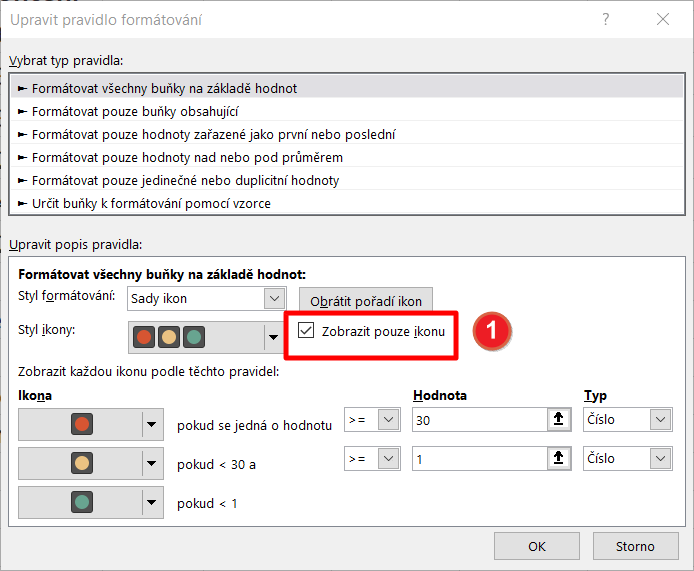 Upravit pravidlo formátování
?
Vybrat typ pravidla:
► Formátovat všechny buňky na základě hodnot
► Formátovat pouze buňky obsahující
► Formátovat pouze hodnoty zařazené jako první nebo poslední
► Formátovat pouze hodnoty nad nebo pod průměrem
► Formátovat pouze jedinečné nebo duplicitní hodnoty
► Určit buňky k formátování pomocí vzorce
Upravit popis pravidla:
Formátovat všechny buňky na základě hodnot:
Styl formátování: Sady ikon Obrátit pořadí ikon
Styl ikony: Zobrazit pouze ikonu 1
Zobrazit každou ikonu podle těchto pravidel:
Ikona Hodnota Typ
pokud se jedná o hodnotu >= 30 Číslo
pokud < 30 a >= 1 Číslo
pokud < 1
OK Storno